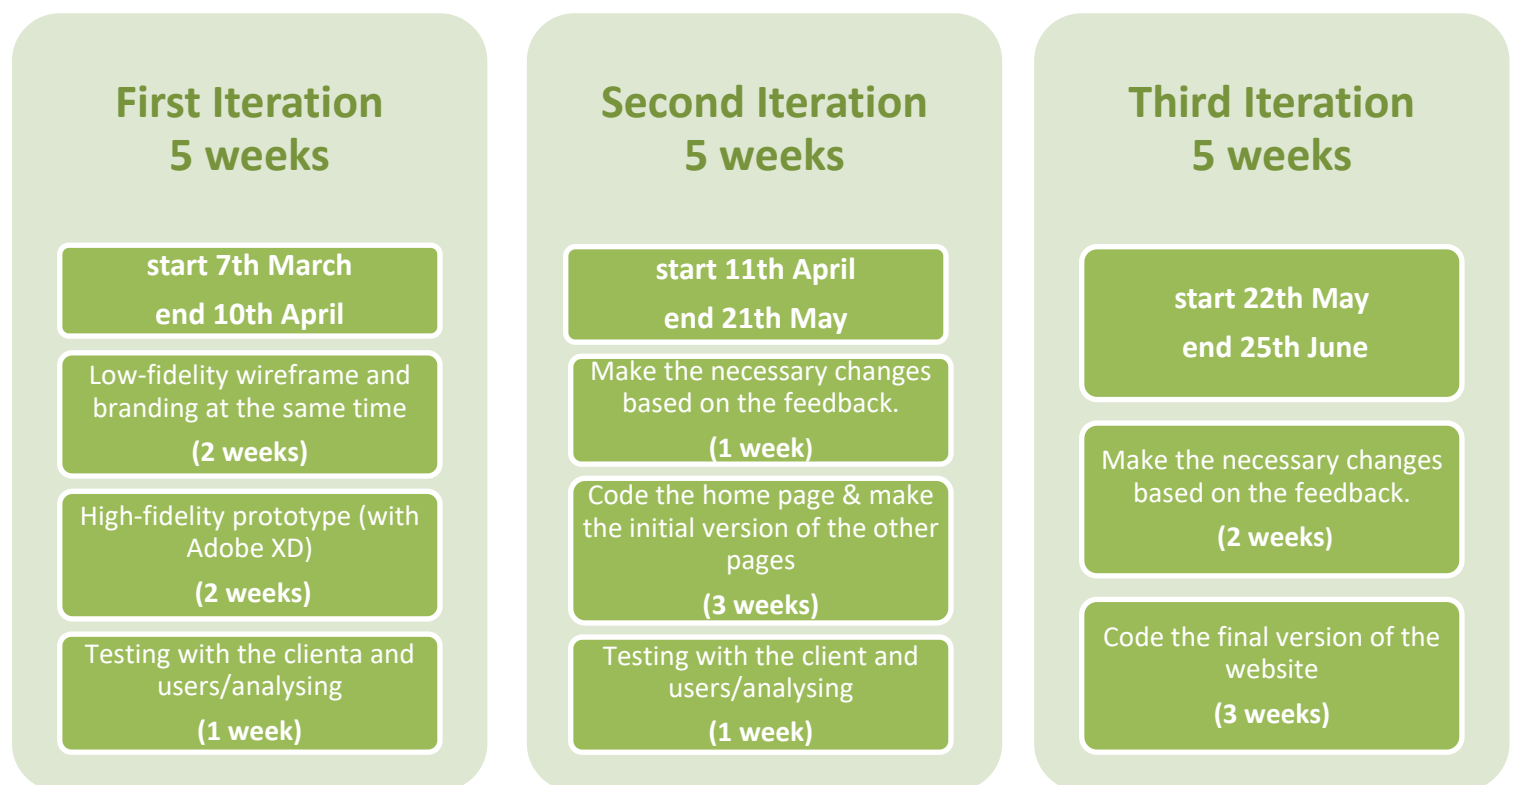 First Iteration
5 weeks
start 7th March
end 10th April
Low-fidelity wireframe and
branding at the same time
(2 weeks)
High-fidelity prototype (with
Adobe XD)
(2 weeks)
Testing with the clienta and
users/analysing
(1 week)
Second Iteration
5 weeks
start 11th April
end 21th May
Make the necessary changes
based on the feedback.
(1 week)
Code the home page & make
the initial version of the other
pages
(3 weeks)
Testing with the client and
users/analysing
(1 week)
Third Iteration
5 weeks
start 22th May
end 25th June
Make the necessary changes
based on the feedback.
(2 weeks)
Code the final version of the
website
(3 weeks)